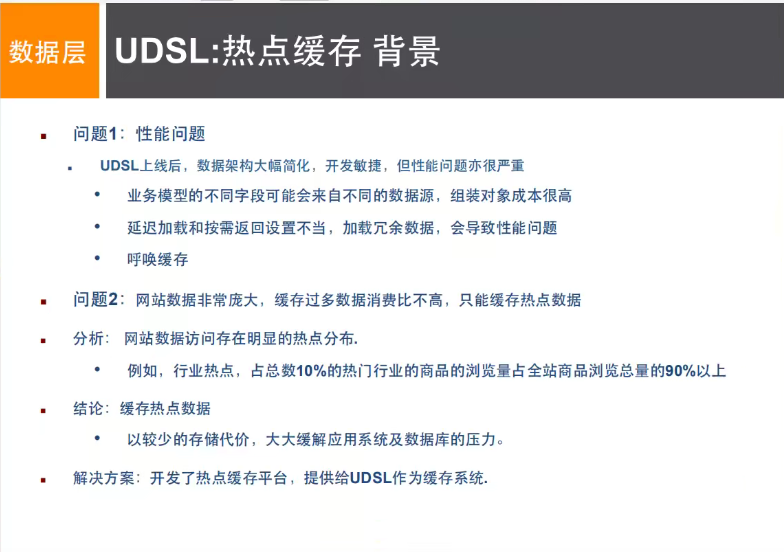 数据层
UDSL:热点缓存 背景
问题1：性能问题
UDSL上线后，数据架构大幅简化，开发敏捷，但性能问题亦很严重
业务模型的不同字段可能会来自不同的数据源，组装对象成本很高
延迟加载和按需返回设置不当，加载冗余数据，会导致性能问题
呼唤缓存
问题2：网站数据非常庞大，缓存过多数据消费比不高，只能缓存热点数据
分析： 网站数据访问存在明显的热点分布.
例如，行业热点，占总数10%的热门行业的商品的浏览量占全站商品浏览总量的90%以上
结论：缓存热点数据
以较少的存储代价，大大缓解应用系统及数据库的压力。
解决方案：开发了热点缓存平台，提供给UDSL作为缓存系统.